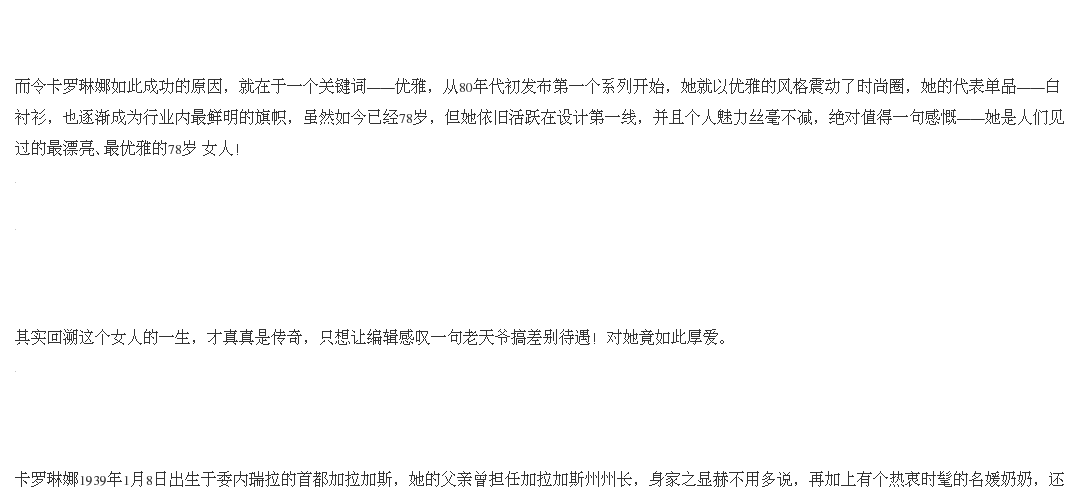 而令卡罗琳娜如此成功的原因，就在于一个关键词——优雅，从80年代初发布第一个系列开始，她就以优雅的风格震动了时尚圈，她的代表单品——白
衬衫，也逐渐成为行业内最鲜明的旗帜，虽然如今已经78岁，但她依旧活跃在设计第一线，并且个人魅力丝毫不减，绝对值得一句感慨——她是人们见
过的最漂亮、最优雅的78岁 女人！
其实回溯这个女人的一生，才真真是传奇，只想让编辑感叹一句老天爷搞差别待遇！对她竟如此厚爱。
卡罗琳娜1939年1月8日出生于委内瑞拉的首都加拉加斯，她的父亲曾担任加拉加斯州州长，身家之显赫不用多说，再加上有个热衷时髦的名媛奶奶，还